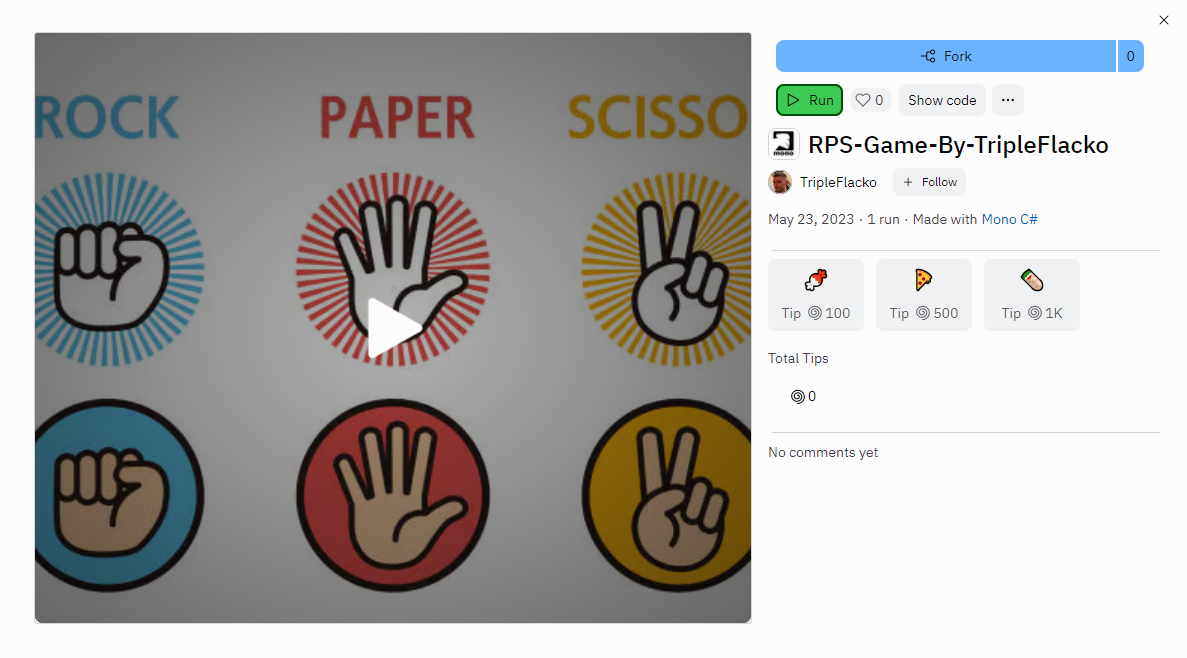 ROCK PAPER SCISSO
Fork 0
Run 0 Show code
mono RPS-Game-By-TripleFlacko
TripleFlacko + Follow
May 23, 2023 · 1 run · Made with Mono C#
Tip 100 Tip 500 Tip 1K
Total Tips
0
No comments yet